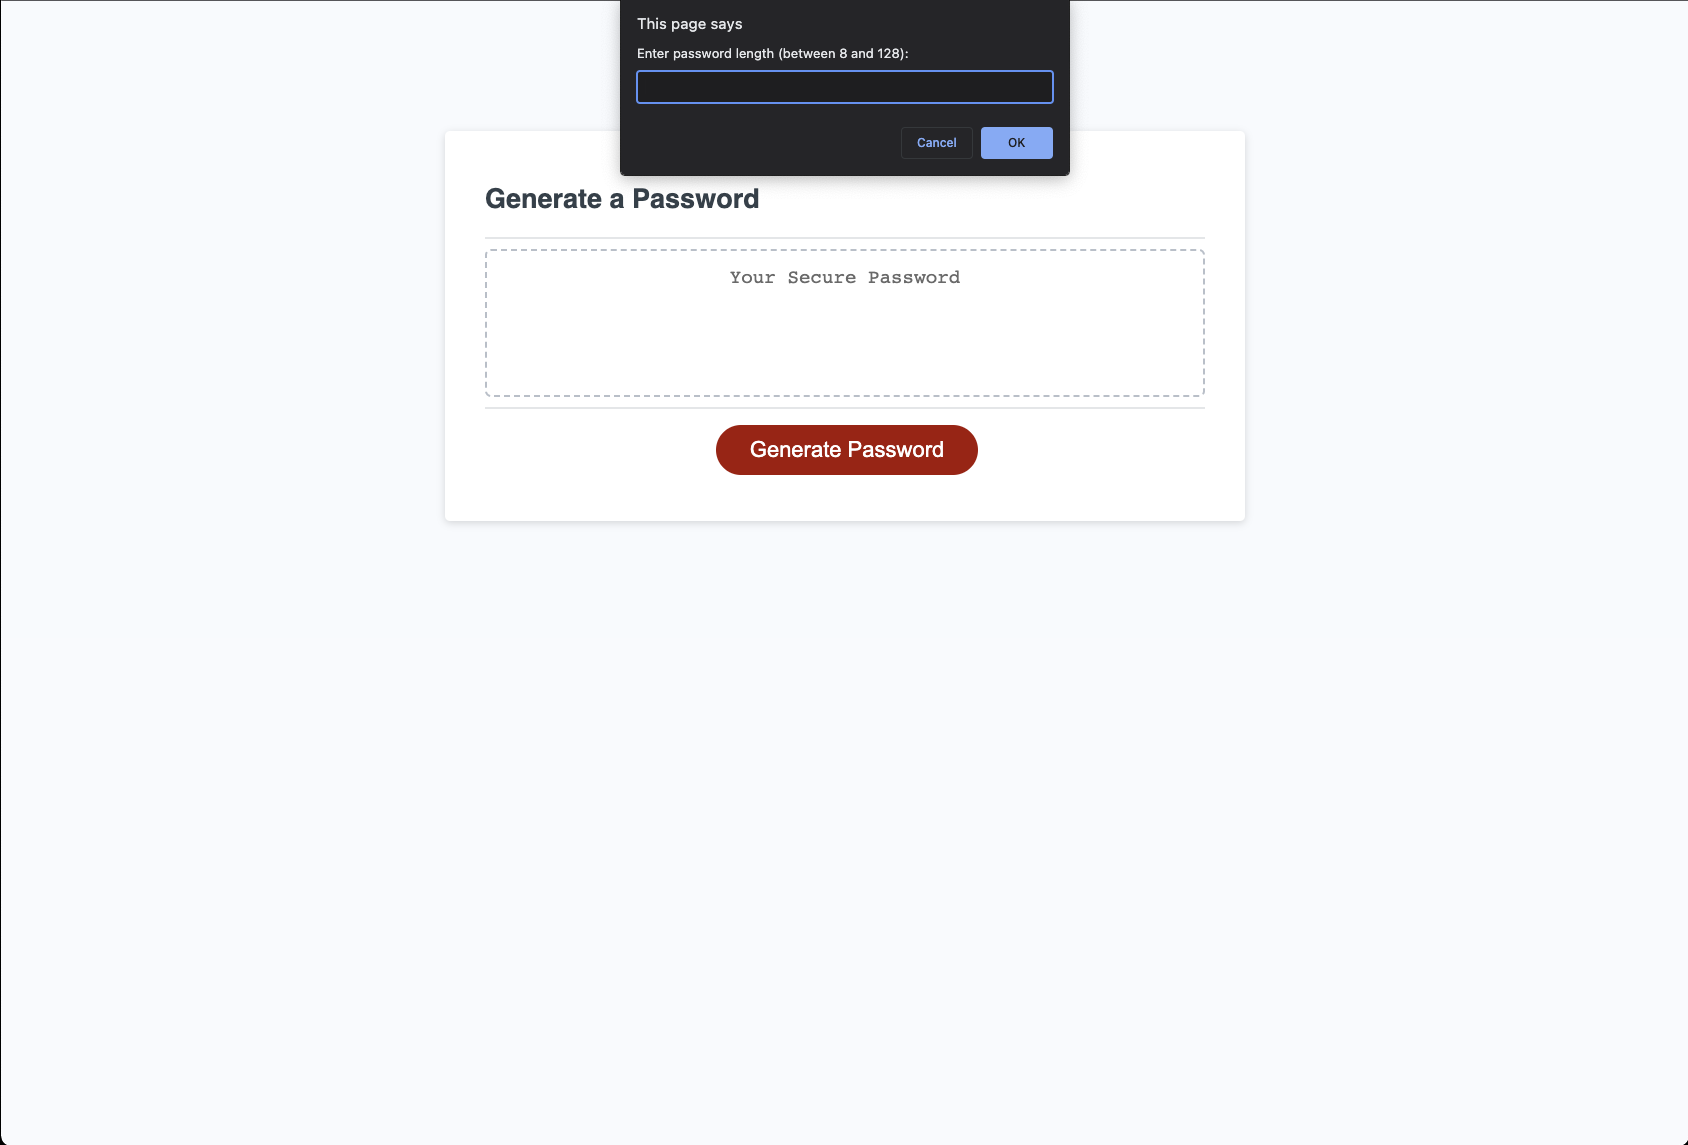 This page says
Enter password length (between 8 and 128):
Cancel
OK
Generate a Password
Your Secure Password
Generate Password